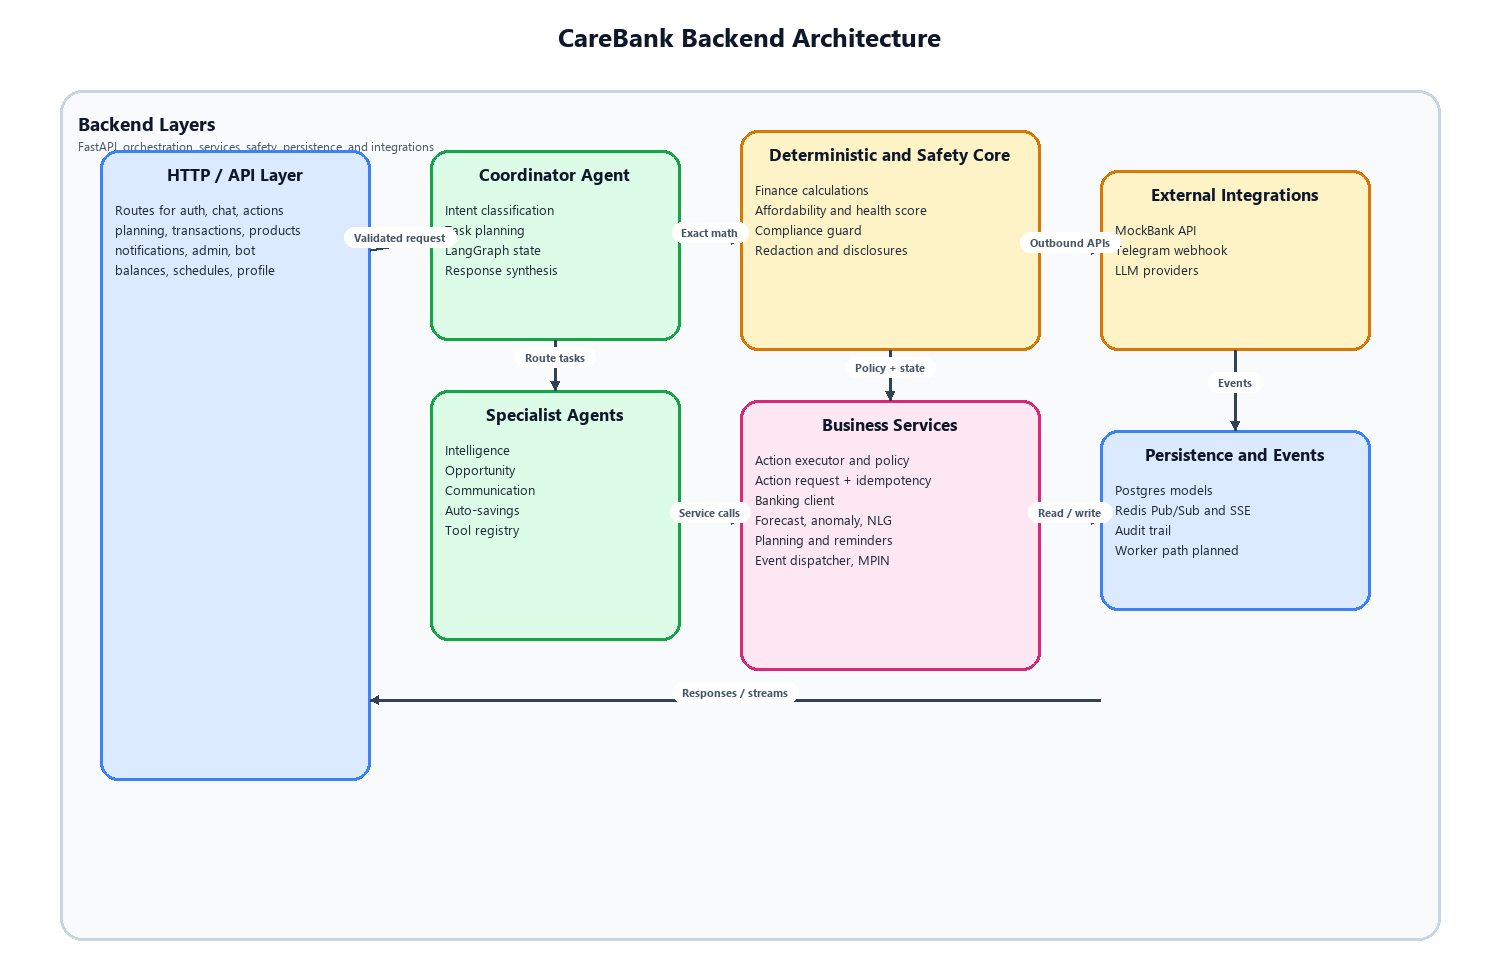 CareBank Backend Architecture
Backend Layers
FastAPI, orchestration, services, safety, persistence, and integrations
HTTP / API Layer
Routes for auth, chat, actions
planning, transactions, products
notifications, admin, bot
balances, schedules, profile
Validated request
Coordinator Agent
Intent classification
Task planning
LangGraph state
Response synthesis
Exact math
Deterministic and Safety Core
Finance calculations
Affordability and health score
Compliance guard
Redaction and disclosures
Outbound APIs
External Integrations
MockBank API
Telegram webhook
LLM providers
Route tasks
Policy + state
Events
Specialist Agents
Intelligence
Opportunity
Communication
Auto-savings
Tool registry
Service calls
Business Services
Action executor and policy
Action request + idempotency
Banking client
Forecast, anomaly, NLG
Planning and reminders
Event dispatcher, MPIN
Read / write
Persistence and Events
Postgres models
Redis Pub/Sub and SSE
Audit trail
Worker path planned
Responses / streams